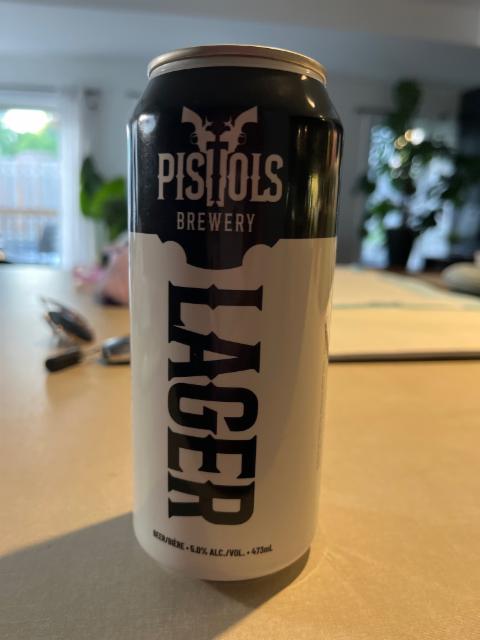 PISTOLS
BREWERY
LAGER
BEER/BIÈRE • 5.0% ALC./VOL. • 473mL